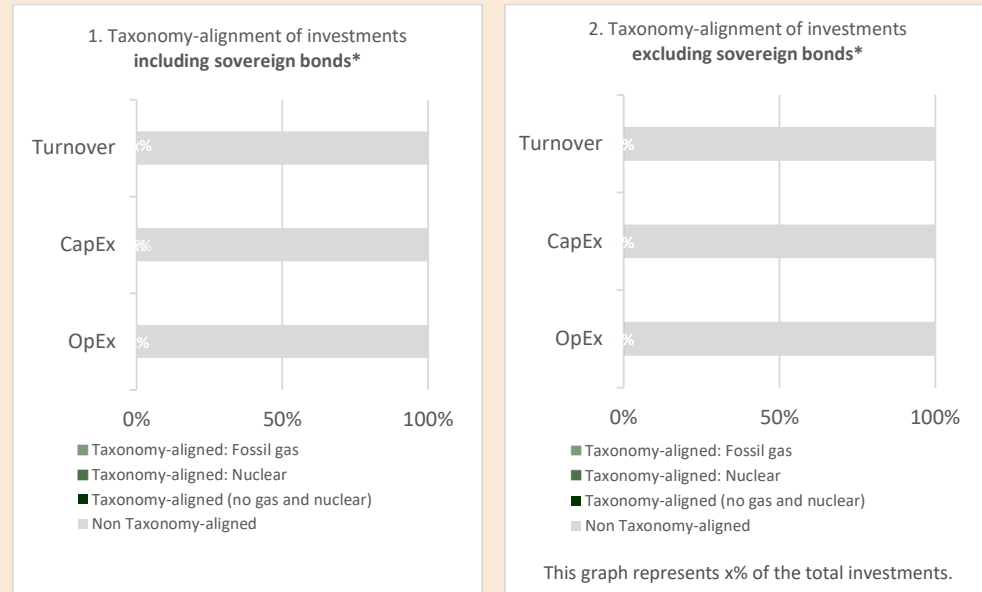 1. Taxonomy-alignment of investments
including sovereign bonds*
Turnover
x%
CapEx
%
OpEx
%
0% 50% 100%
Taxonomy-aligned: Fossil gas
Taxonomy-aligned: Nuclear
Taxonomy-aligned (no gas and nuclear)
Non Taxonomy-aligned
2. Taxonomy-alignment of investments
excluding sovereign bonds*
Turnover
%
CapEx
%
OpEx
%
0% 50% 100%
Taxonomy-aligned: Fossil gas
Taxonomy-aligned: Nuclear
Taxonomy-aligned (no gas and nuclear)
Non Taxonomy-aligned
This graph represents x% of the total investments.